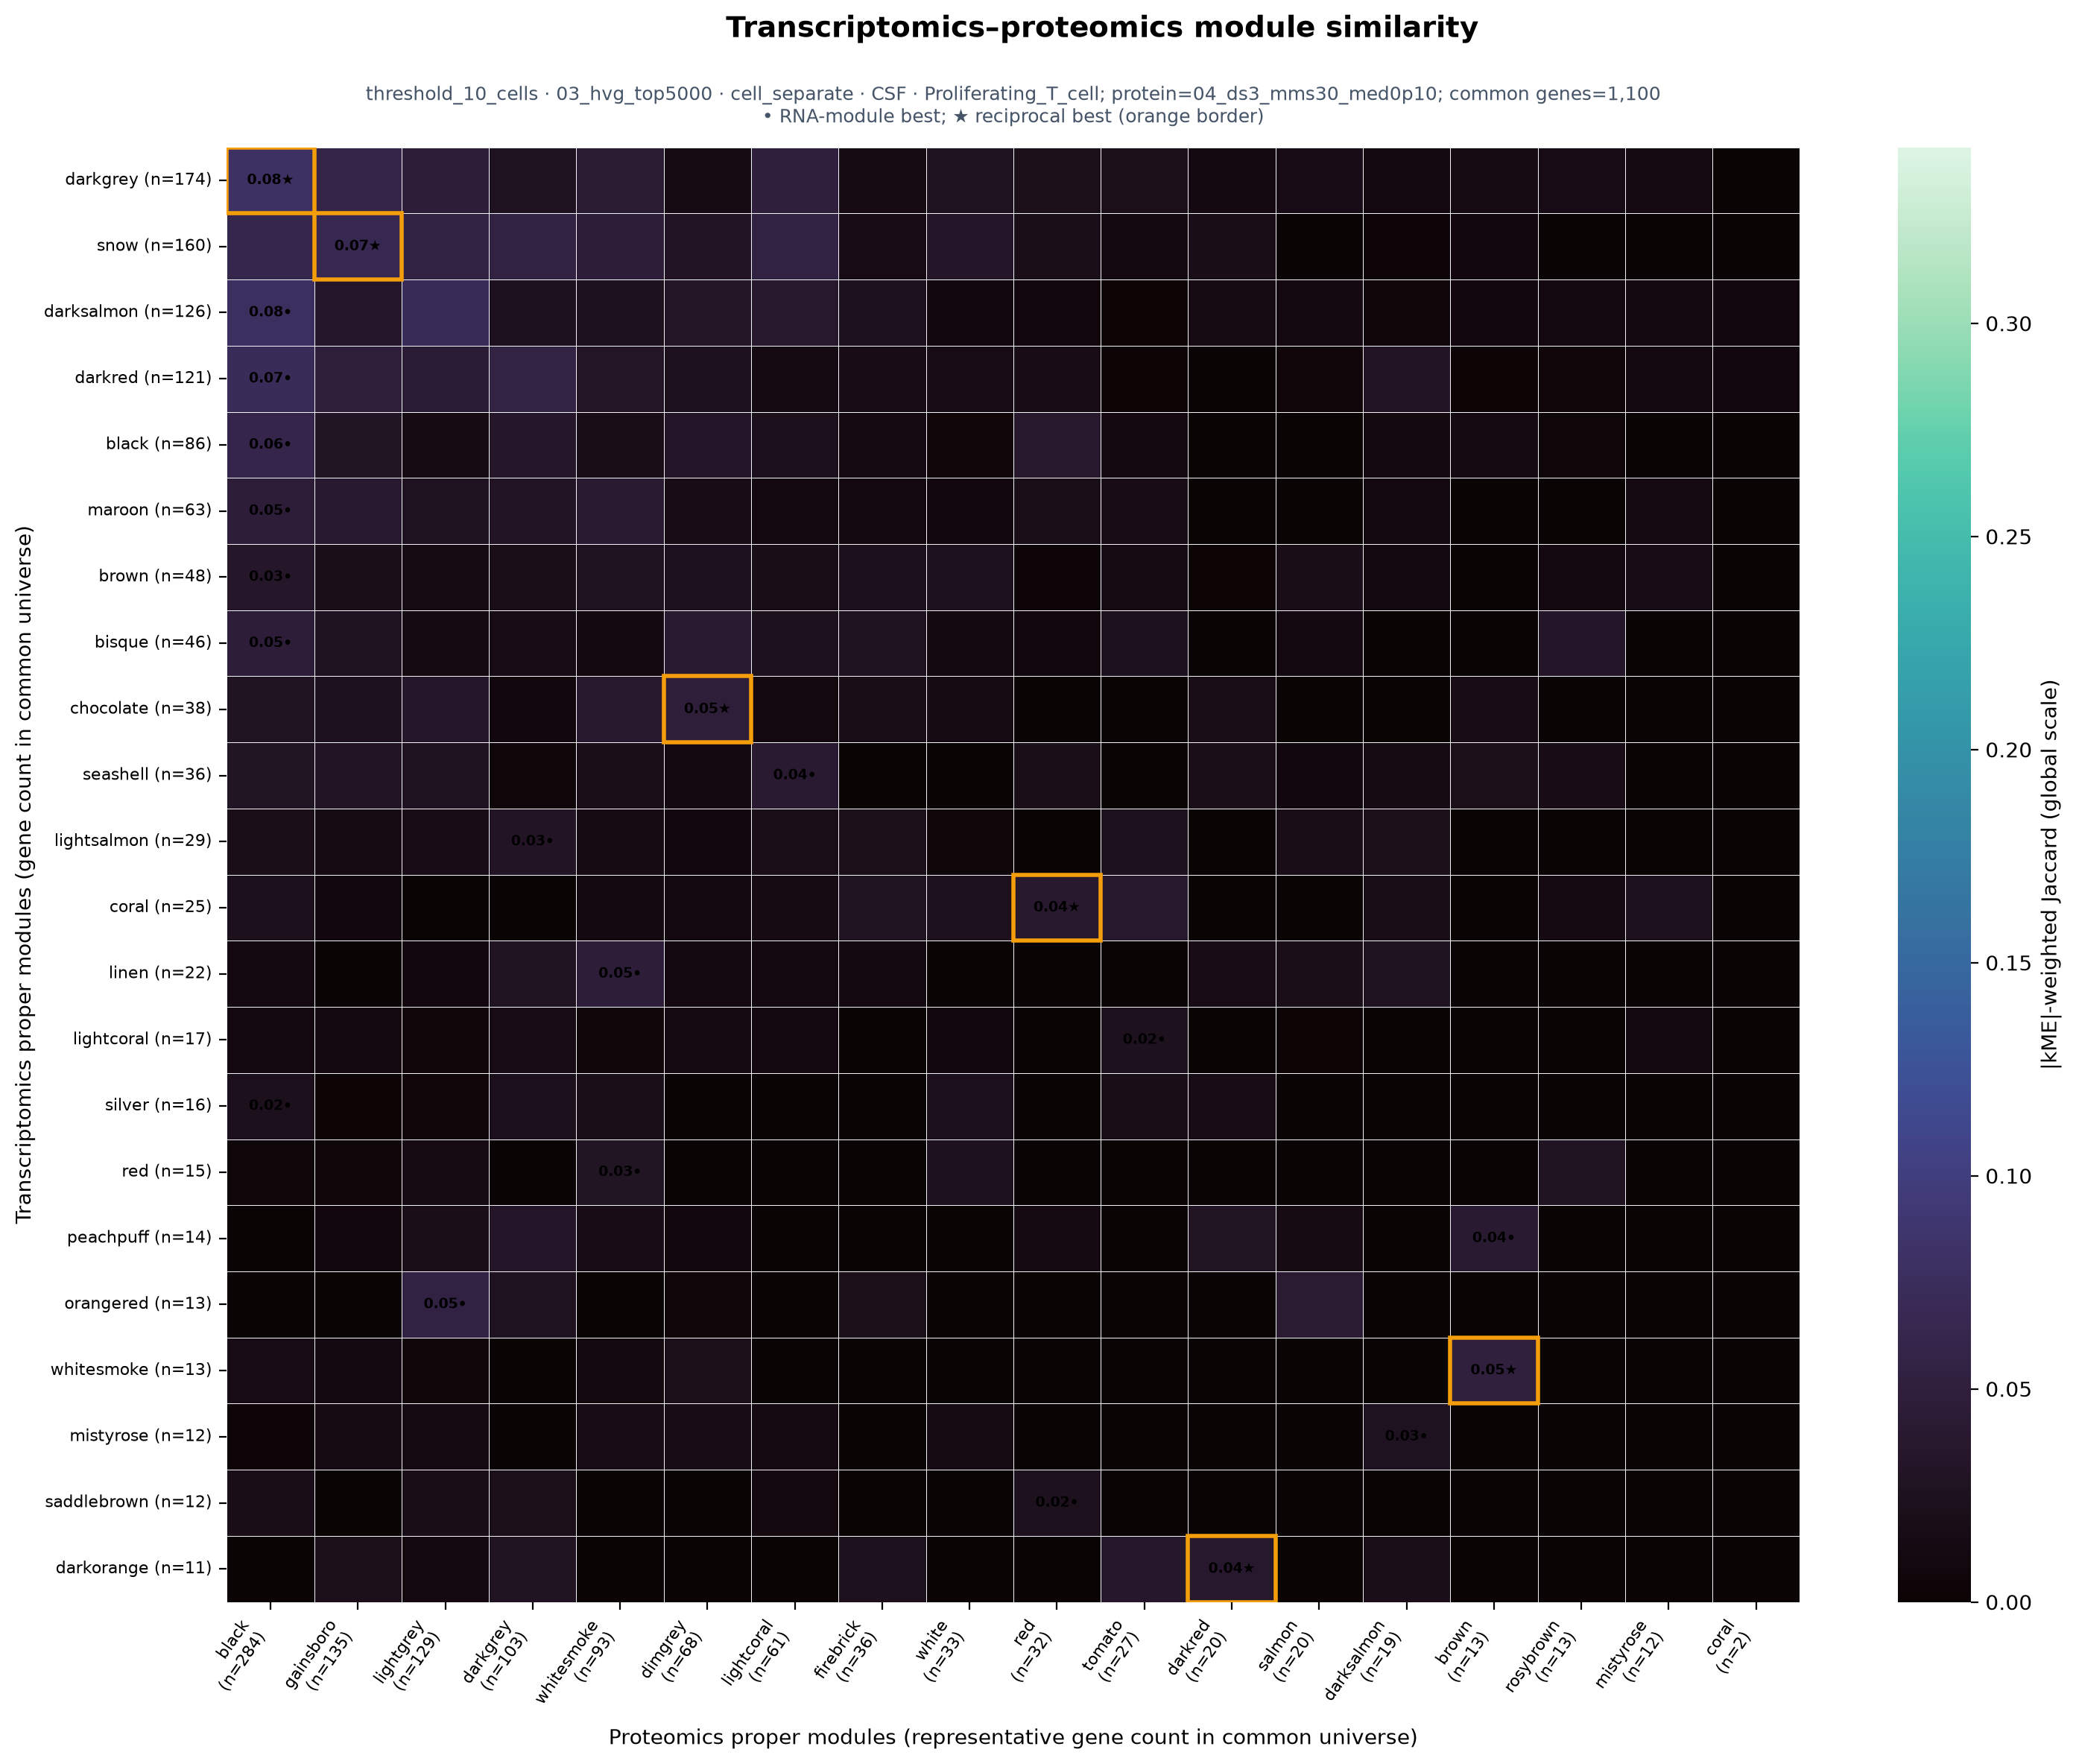 Transcriptomics–proteomics module similarity
threshold_10_cells · 03_hvg_top5000 · cell_separate · CSF · Proliferating_T_cell; protein=04_ds3_mms30_med0p10; common genes=1,100
• RNA-module best; ★ reciprocal best (orange border)
Transcriptomics proper modules (gene count in common universe)
darkgrey (n=174)
0.08★
snow (n=160)
0.07★
darksalmon (n=126)
0.08•
darkred (n=121)
0.07•
black (n=86)
0.06•
maroon (n=63)
0.05•
brown (n=48)
0.03•
bisque (n=46)
0.05•
chocolate (n=38)
0.05★
seashell (n=36)
0.04•
lightsalmon (n=29)
0.03•
coral (n=25)
0.04★
linen (n=22)
0.05•
lightcoral (n=17)
0.02•
silver (n=16)
0.02•
red (n=15)
0.03•
peachpuff (n=14)
0.04•
orangered (n=13)
0.05•
whitesmoke (n=13)
0.05★
mistyrose (n=12)
0.03•
saddlebrown (n=12)
0.02•
darkorange (n=11)
0.04★
black
(n=284)
gainsboro
(n=135)
lightgrey
(n=129)
darkgrey
(n=103)
whitesmoke
(n=93)
dimgrey
(n=68)
lightcoral
(n=61)
firebrick
(n=36)
white
(n=33)
red
(n=32)
tomato
(n=27)
darkred
(n=20)
salmon
(n=20)
darksalmon
(n=19)
brown
(n=13)
rosybrown
(n=13)
mistyrose
(n=12)
coral
(n=2)
Proteomics proper modules (representative gene count in common universe)
0.30
0.25
0.20
0.15
0.10
0.05
0.00
|kME|-weighted Jaccard (global scale)